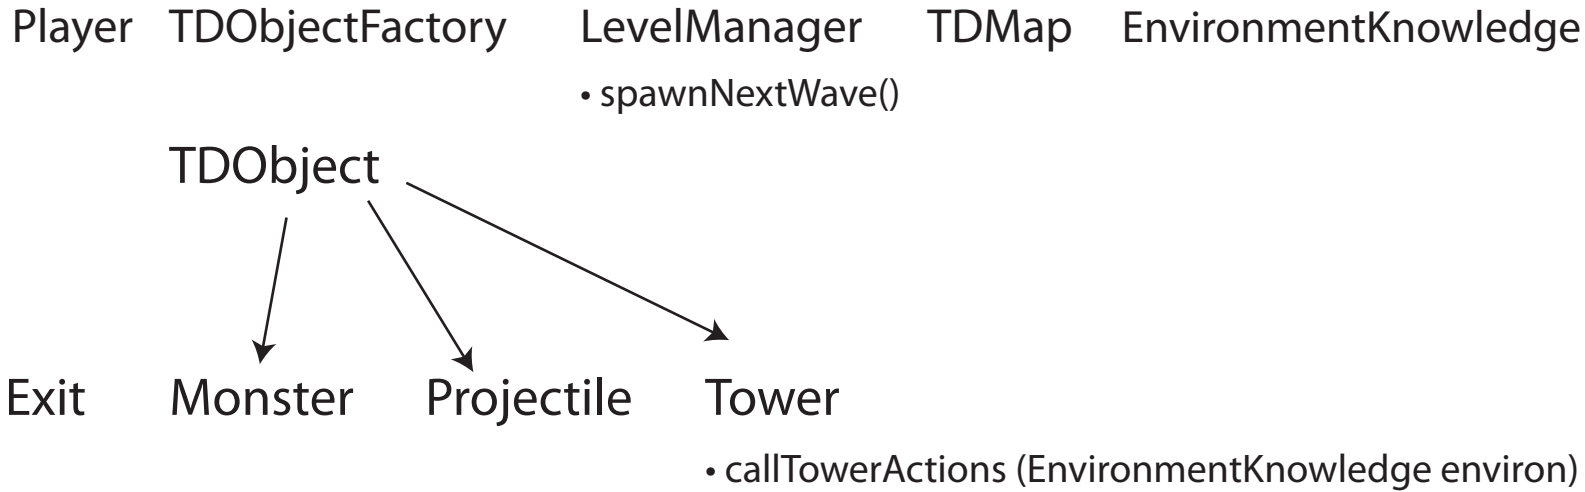 Player TDObjectFactory LevelManager TDMap EnvironmentKnowledge
• spawnNextWave()
TDObject
Exit Monster Projectile Tower
• callTowerActions (EnvironmentKnowledge environ)